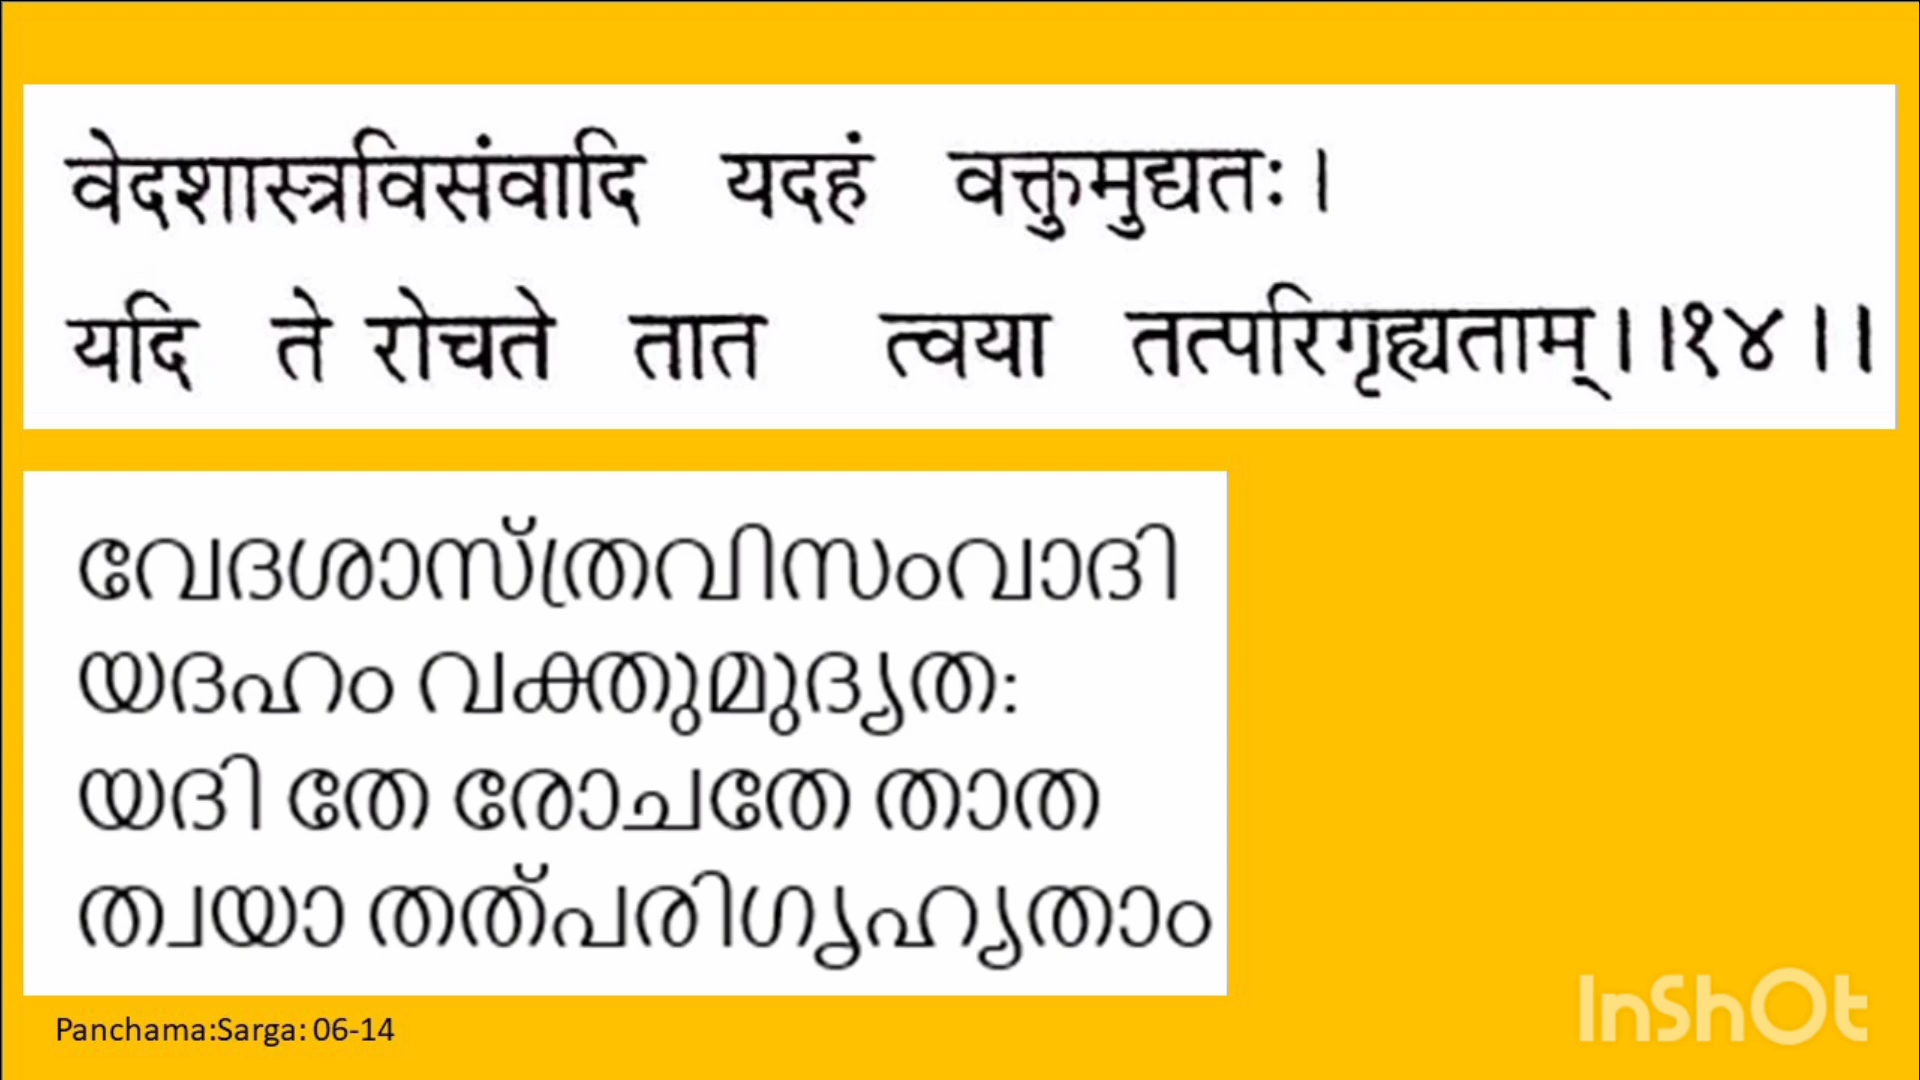 वेदशास्त्रविसंवादि यदहं वक्तुमुद्यतः ।
यदि ते रोचते तात त्वया तत्परिगृह्यताम् ।।१४।।
വേദശാസ്ത്രവിസംവാദി
യദഹം വക്തുമുദ്യത:
യദി തേ രോചതേ താത
ത്വയാ തത്പരിഗൃഹ്യതാം
Panchama:Sarga: 06-14
InShOt